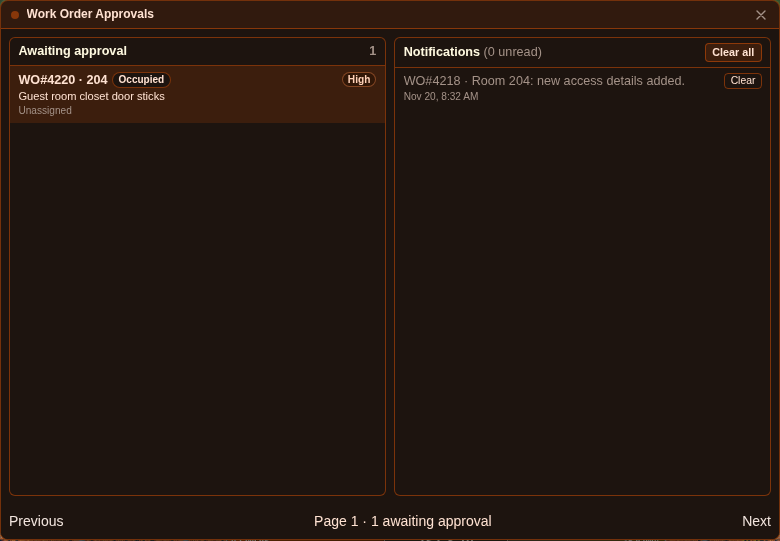 Work Order Approvals
Awaiting approval 1
WO#4220 · 204 Occupied High
Guest room closet door sticks
Unassigned
Notifications (0 unread) Clear all
WO#4218 · Room 204: new access details added. Clear
Nov 20, 8:32 AM
Previous Page 1 · 1 awaiting approval Next